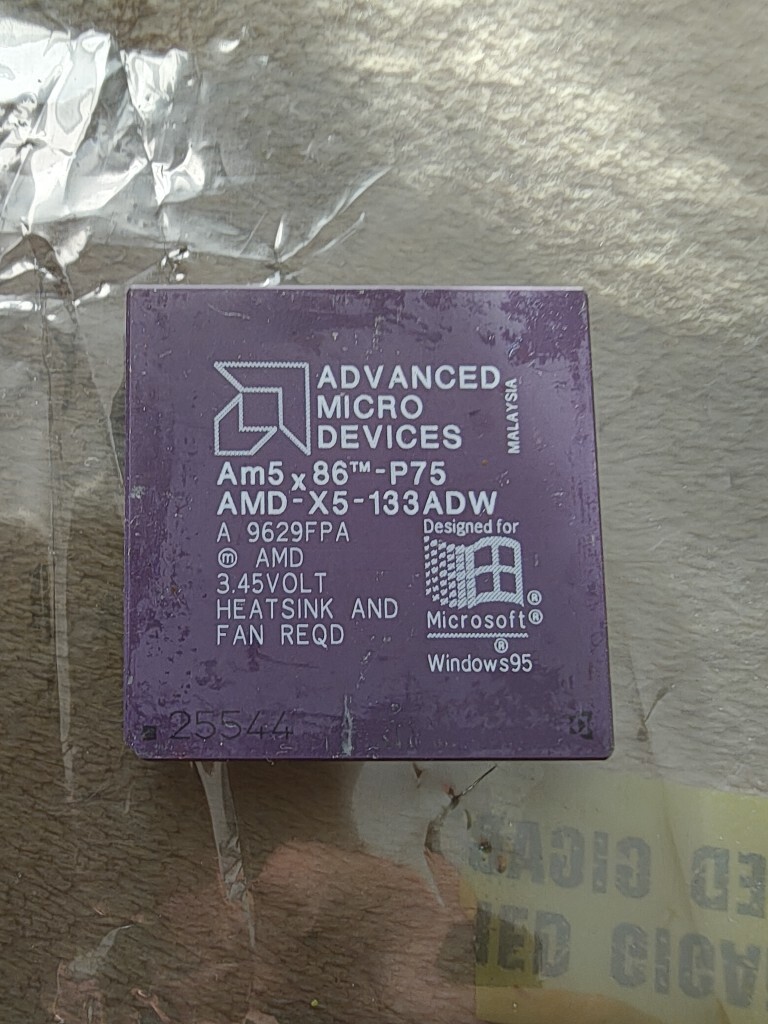 ADVANCED
MICRO
DEVICES
MALAYSIA
Am5x86™-P75
AMD-X5-133ADW
A 9629FPA
ⓜ AMD
3.45VOLT
HEATSINK AND
FAN REQD
Designed for
®
Microsoft®
®
Windows95
25544